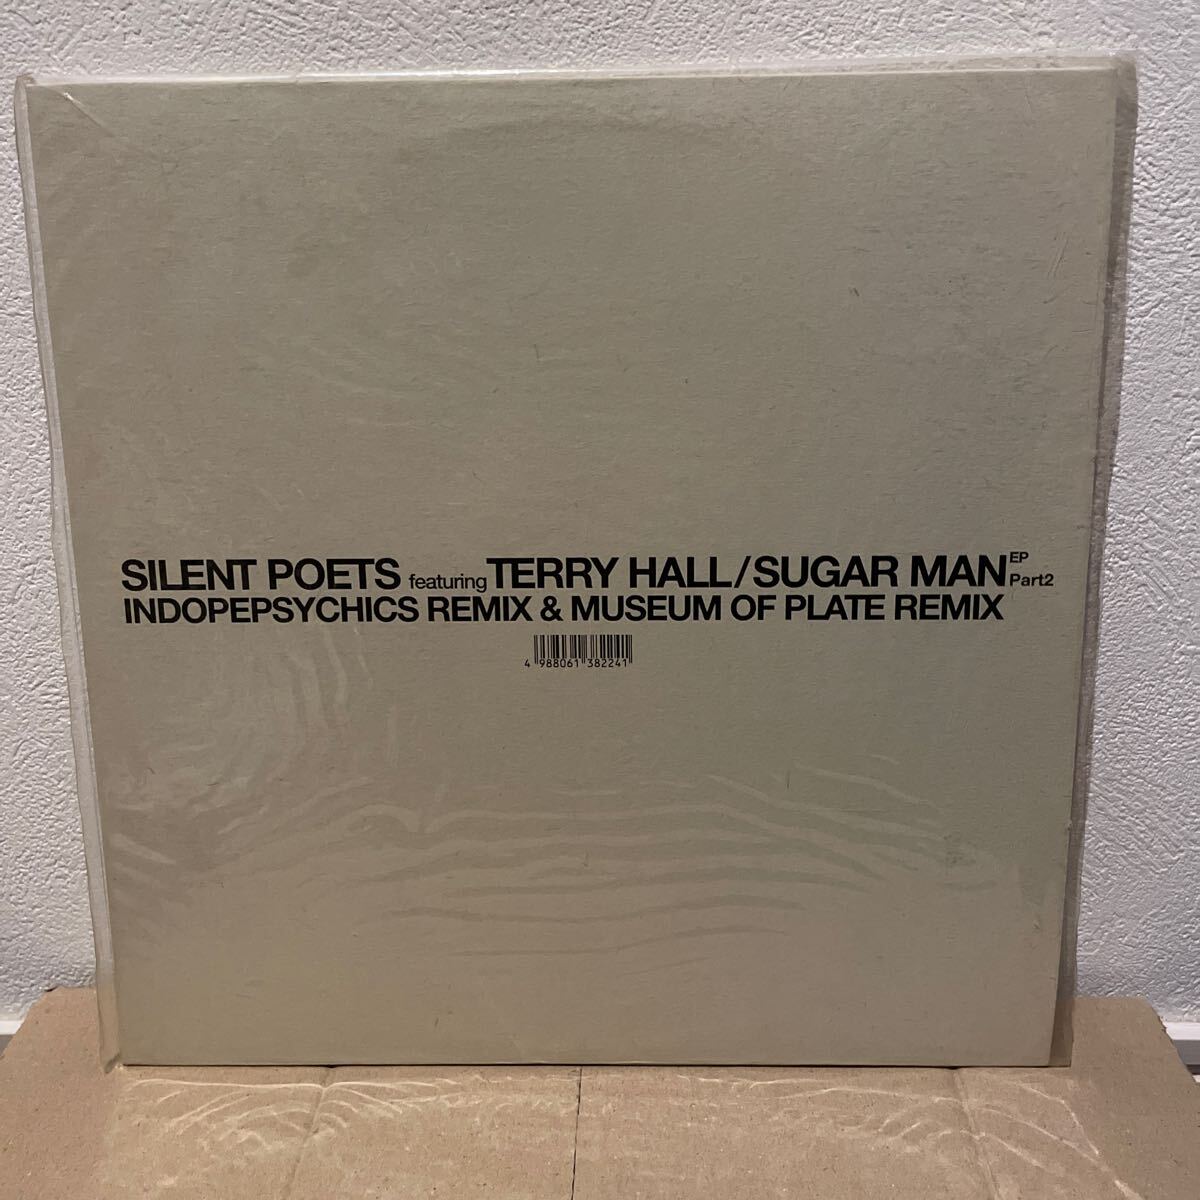 SILENT POETS featuring TERRY HALL/SUGAR MAN EP Part2
INDOPEPSYCHICS REMIX & MUSEUM OF PLATE REMIX
4 988061 382241